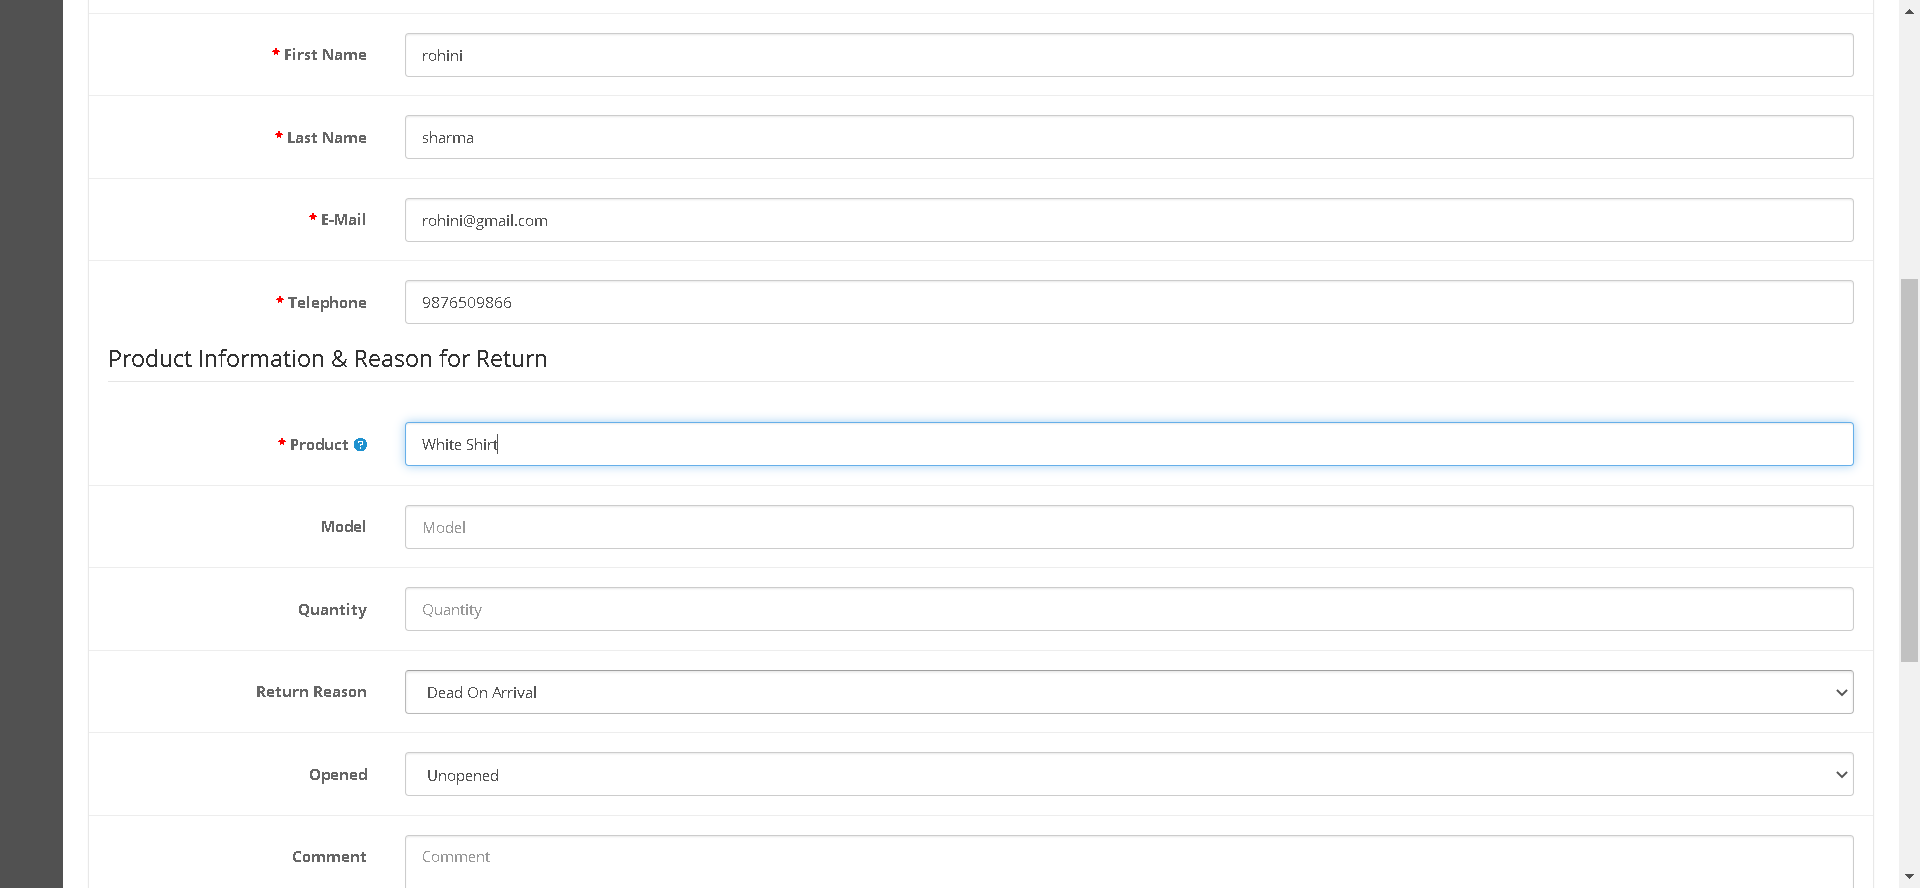 * First Name rohini
* Last Name sharma
* E-Mail rohini@gmail.com
* Telephone 9876509866
Product Information & Reason for Return
* Product ? White Shirt
Model Model
Quantity Quantity
Return Reason Dead On Arrival
Opened Unopened
Comment Comment